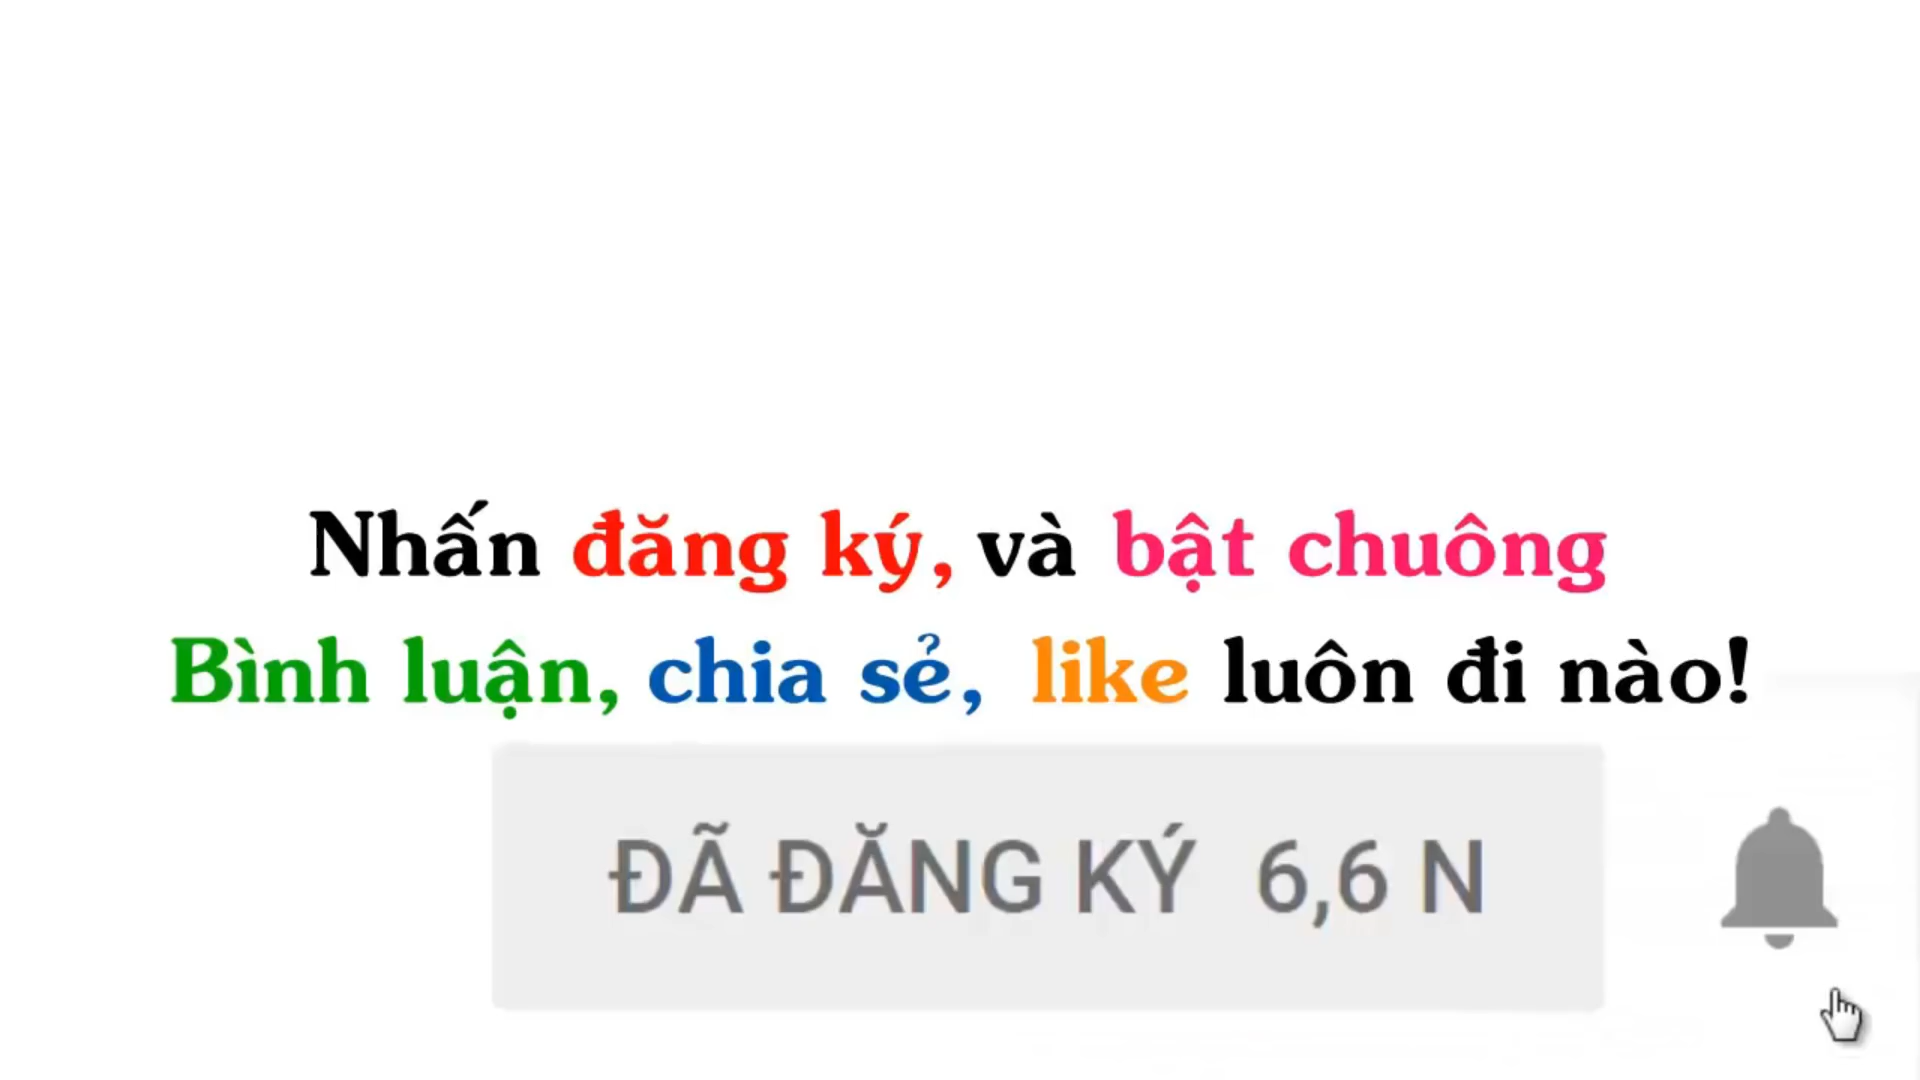 Nhấn đăng ký, và bật chuông
Bình luận, chia sẻ, like luôn đi nào!
ĐÃ ĐĂNG KÝ 6,6 N